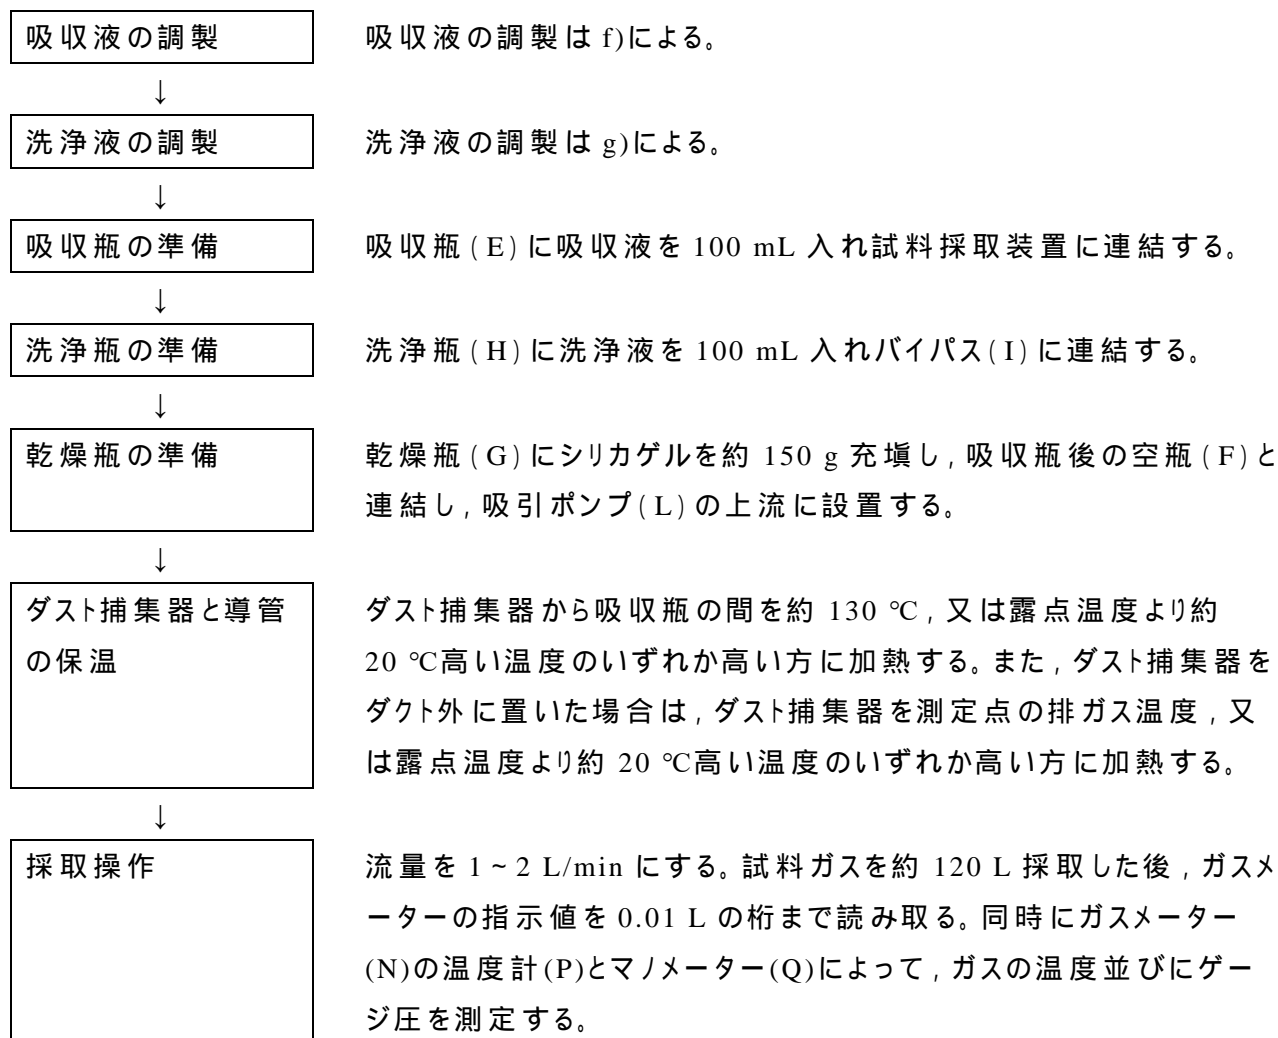 吸収液の調製 吸収液の調製は f)による。
↓
洗浄液の調製 洗浄液の調製は g)による。
↓
吸収瓶の準備 吸収瓶(E)に吸収液を 100 mL 入れ試料採取装置に連結する。
↓
洗浄瓶の準備 洗浄瓶(H)に洗浄液を 100 mL 入れバイパス(I)に連結する。
↓
乾燥瓶の準備 乾燥瓶(G)にシリカゲルを約 150 g 充塡し,吸収瓶後の空瓶(F)と
連結し,吸引ポンプ(L)の上流に設置する。
↓
ダスト捕集器と導管 ダスト捕集器から吸収瓶の間を約 130 ℃,又は露点温度より約
の保温 20 ℃高い温度のいずれか高い方に加熱する。また,ダスト捕集器を
ダクト外に置いた場合は,ダスト捕集器を測定点の排ガス温度,又
は露点温度より約 20 ℃高い温度のいずれか高い方に加熱する。
↓
採取操作 流量を 1~2 L/min にする。試料ガスを約 120 L 採取した後,ガスメ
ーターの指示値を 0.01 L の桁まで読み取る。同時にガスメーター
(N)の温度計(P)とマノメーター(Q)によって,ガスの温度並びにゲー
ジ圧を測定する。